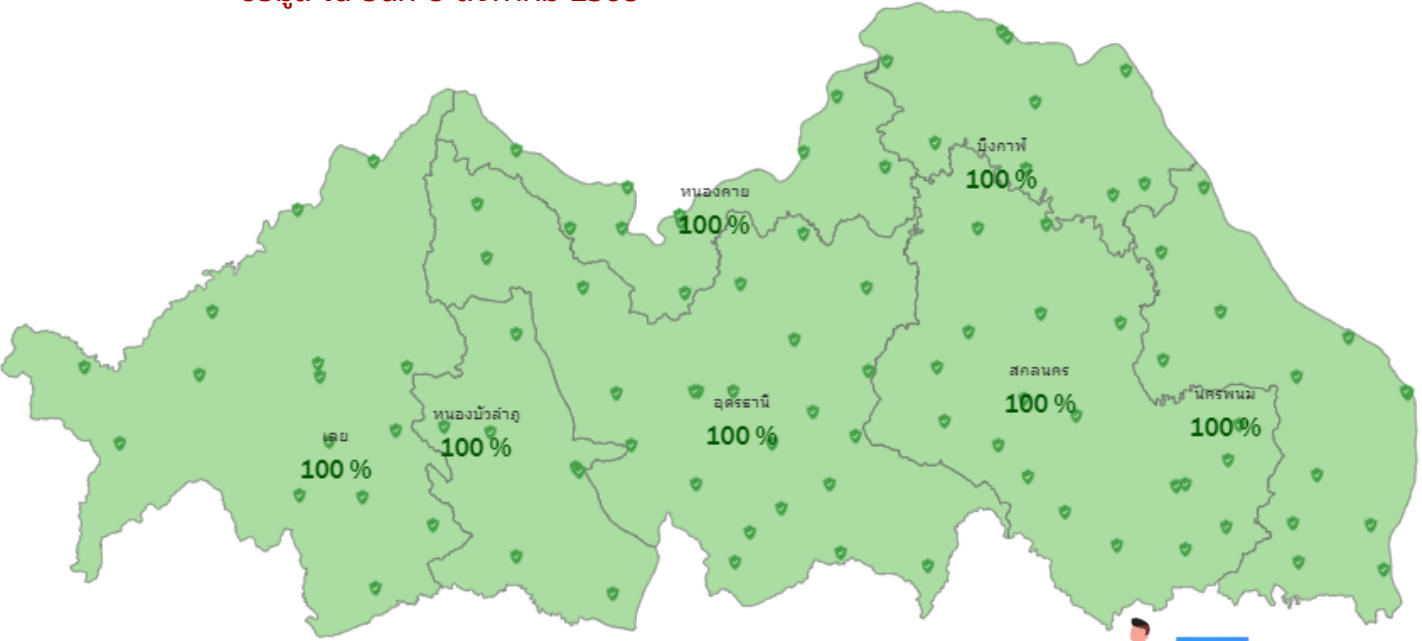 บึงกาฬ
100 %
หนองคาย
100 %
สกลนคร
100 %
นครพนม
100 %
อุดรธานี
100 %
หนองบัวลำภู
100 %
เลย
100 %